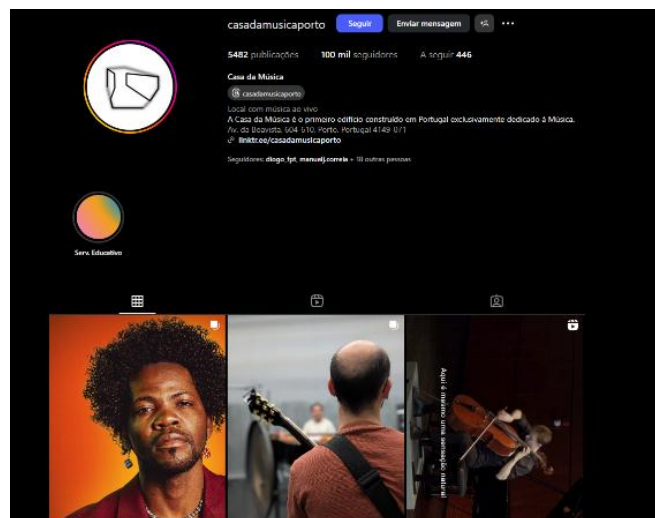 casadamusicaporto Seguir Enviar mensagem
5482 publicações 100 mil seguidores A seguir 446
Casa da Música
casadamusicaporto
Local com música ao vivo
A Casa da Música é o primeiro edifício construído em Portugal exclusivamente dedicado à Música.
Av. da Boavista, 604-610, Porto, Portugal 4149-071
linktr.ee/casadamusicaporto
Seguidores: diogo_fpt, manuelj.correia + 18 outras pessoas
Serv. Educativo
Aqui é mesmo uma sensação natural